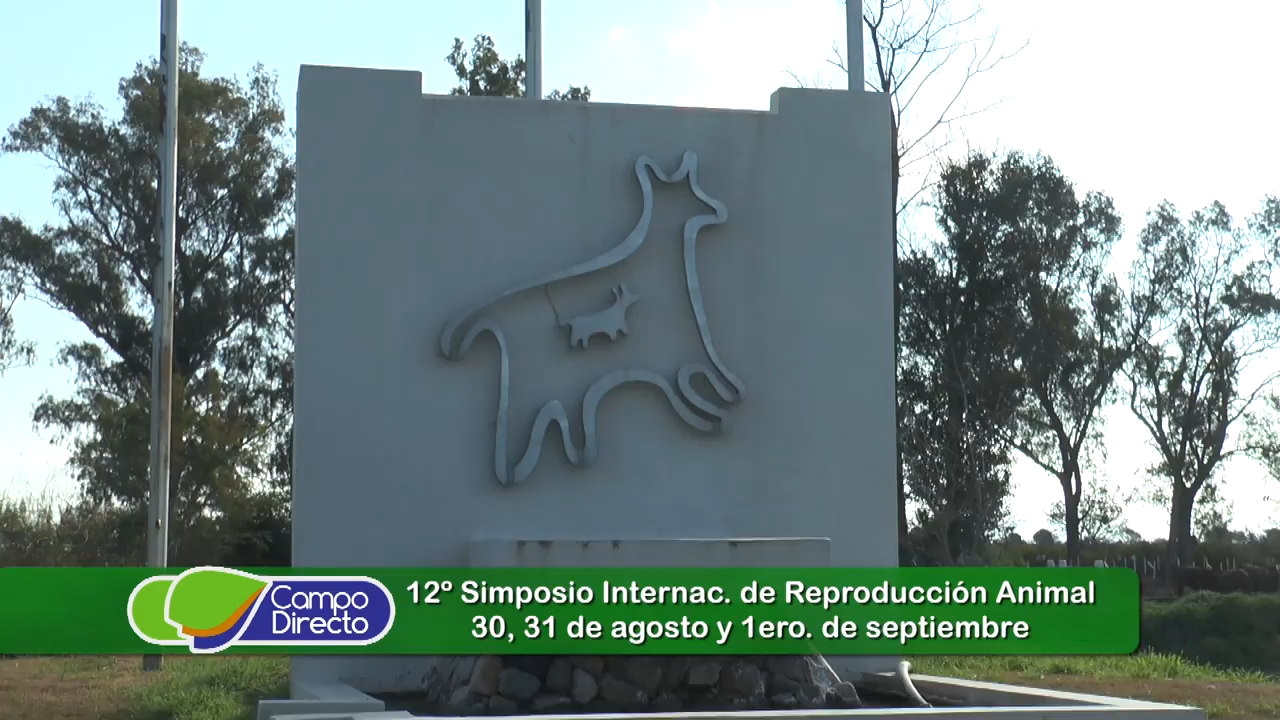 Campo
Directo
12º Simposio Internac. de Reproducción Animal
30, 31 de agosto y 1ero. de septiembre